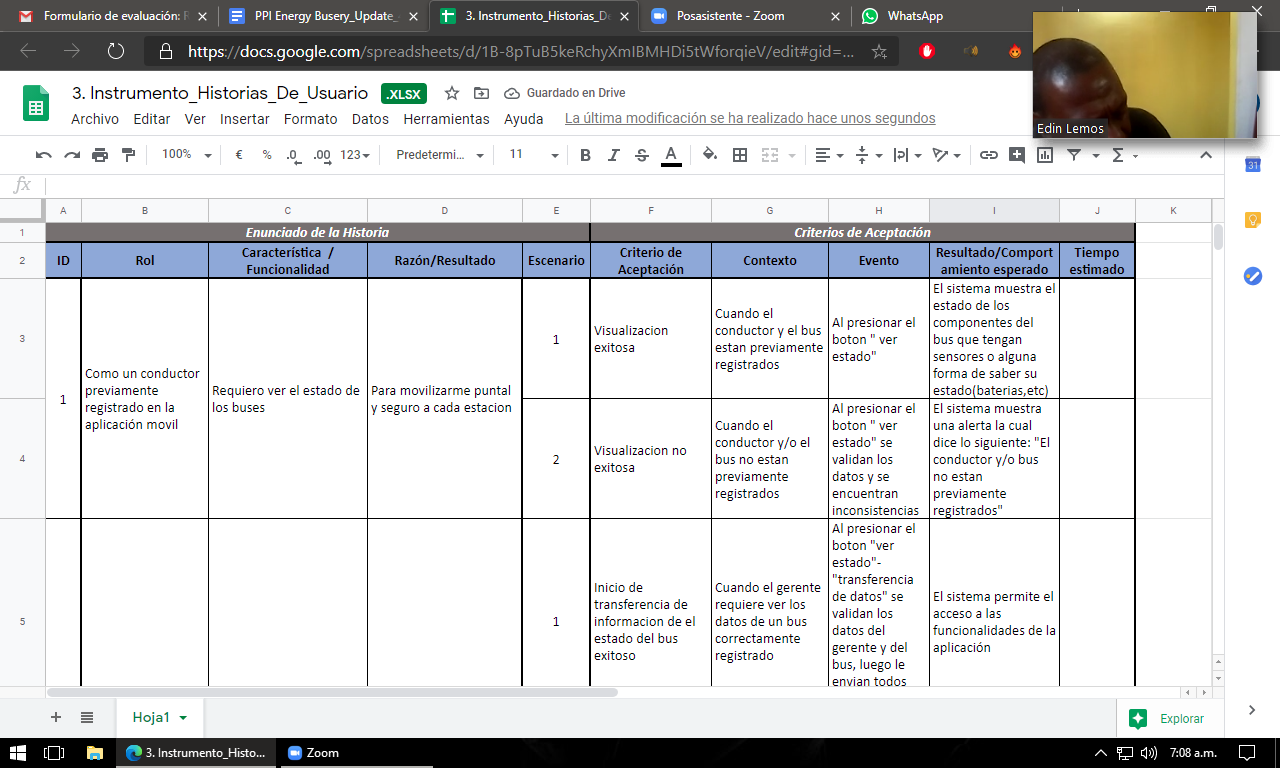 Formulario de evaluación: R
PPI Energy Busery_Update_
3. Instrumento_Historias_De
Posasistente - Zoom
WhatsApp
https://docs.google.com/spreadsheets/d/1B-8pTuB5keRchyXmIBMHDi5tWforqieV/edit#gid=...
3. Instrumento_Historias_De_Usuario
.XLSX
Guardado en Drive
Archivo Editar Ver Insertar Formato Datos Herramientas Ayuda
La última modificación se ha realizado hace unos segundos
Edin Lemos
100% € % .0 .00 123 Predetermi... 11 B I S A
31
fx
A B C D E F G H I J K
1 Enunciado de la Historia Criterios de Aceptación
2
ID
Rol
Característica /
Funcionalidad
Razón/Resultado
Escenario
Criterio de
Aceptación
Contexto
Evento
Resultado/Comport
amiento esperado
Tiempo
estimado
3
1
Como un conductor
previamente
registrado en la
aplicación movil
Requiero ver el estado de
los buses
Para movilizarme puntal
y seguro a cada estacion
1
Visualizacion
exitosa
Cuando el
conductor y el bus
estan previamente
registrados
Al presionar el
boton " ver
estado"
El sistema muestra el
estado de los
componentes del
bus que tengan
sensores o alguna
forma de saber su
estado(baterias,etc)
4
2
Visualizacion no
exitosa
Cuando el
conductor y/o el
bus no estan
previamente
registrados
Al presionar el
boton " ver
estado" se
validan los
datos y se
encuentran
inconsistencias
El sistema muestra
una alerta la cual
dice lo siguiente: "El
conductor y/o bus
no estan
previamente
registrados"
5
1
Inicio de
transferencia de
informacion de el
estado del bus
exitoso
Cuando el gerente
requiere ver los
datos de un bus
correctamente
registrado
Al presionar el
boton "ver
estado"-
"transferencia
de datos" se
validan los
datos del
gerente y del
bus, luego le
envian todos
El sistema permite el
acceso a las
funcionalidades de la
aplicación
Hoja1
Explorar
3. Instrumento_Histo...
Zoom
7:08 a.m.